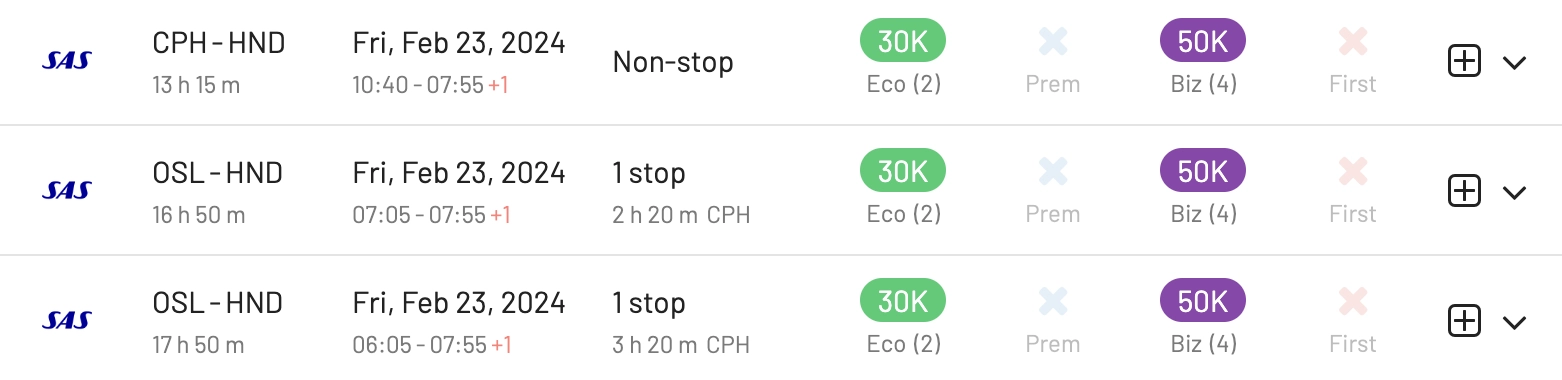 SAS CPH - HND Fri, Feb 23, 2024 Non-stop 30K 50K
13 h 15 m 10:40 - 07:55 +1 Eco (2) Prem Biz (4) First
SAS OSL - HND Fri, Feb 23, 2024 1 stop 30K 50K
16 h 50 m 07:05 - 07:55 +1 2 h 20 m CPH Eco (2) Prem Biz (4) First
SAS OSL - HND Fri, Feb 23, 2024 1 stop 30K 50K
17 h 50 m 06:05 - 07:55 +1 3 h 20 m CPH Eco (2) Prem Biz (4) First